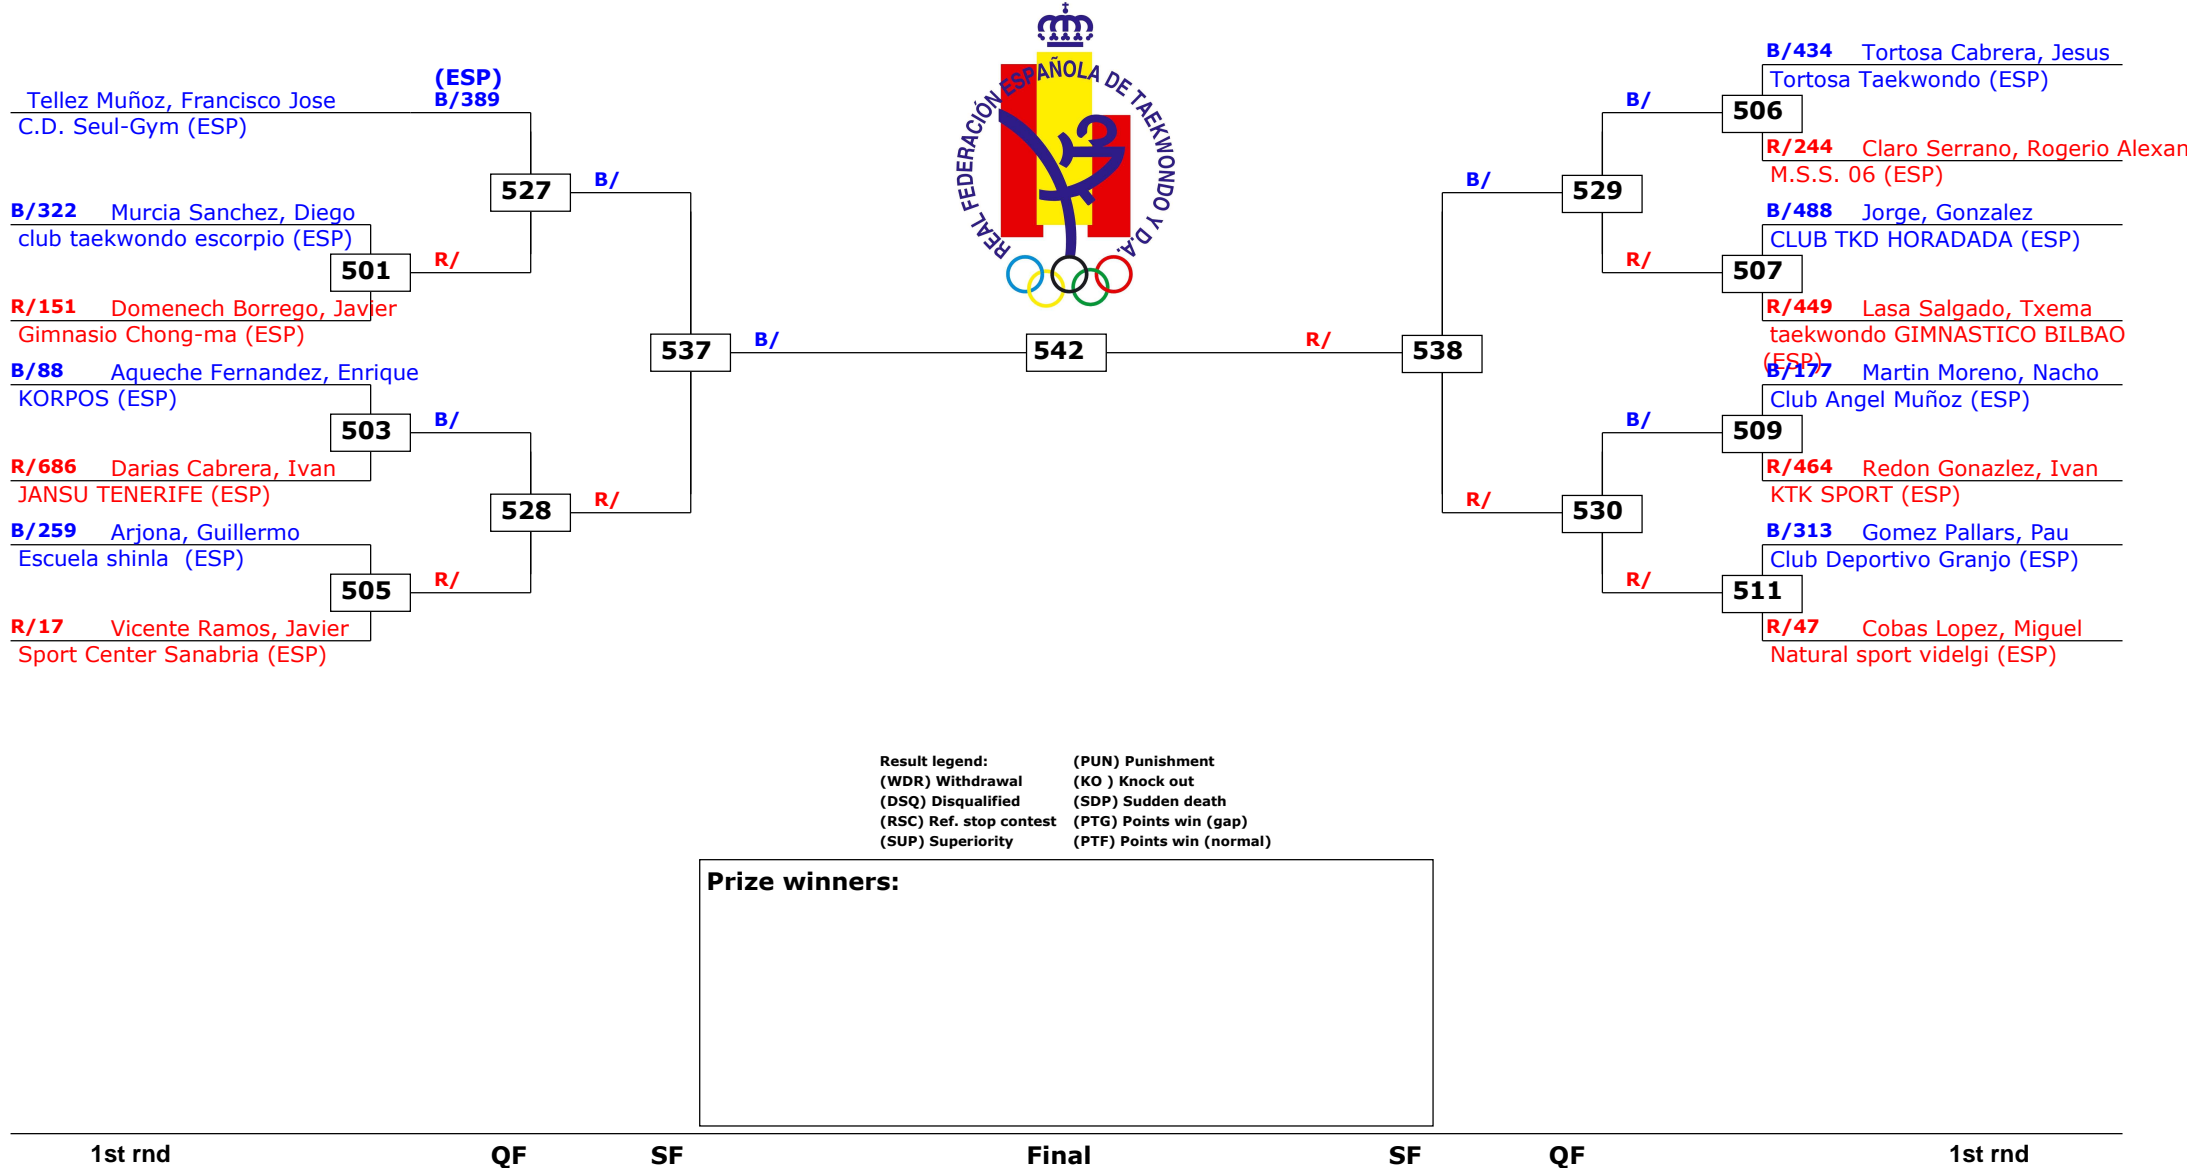 REAL FEDERACIÓN ESPAÑOLA DE TAEKWONDO Y D.A.
(ESP)
Tellez Muñoz, Francisco Jose B/389
C.D. Seul-Gym (ESP)
527
B/
B/322 Murcia Sanchez, Diego
club taekwondo escorpio (ESP)
501
R/
R/151 Domenech Borrego, Javier
Gimnasio Chong-ma (ESP)
537
B/
B/88 Aqueche Fernandez, Enrique
KORPOS (ESP)
503
B/
R/686 Darias Cabrera, Ivan
JANSU TENERIFE (ESP)
528
R/
B/259 Arjona, Guillermo
Escuela shinla (ESP)
505
R/
R/17 Vicente Ramos, Javier
Sport Center Sanabria (ESP)
542
B/434 Tortosa Cabrera, Jesus
Tortosa Taekwondo (ESP)
B/
506
R/244 Claro Serrano, Rogerio Alexan
M.S.S. 06 (ESP)
B/
529
B/488 Jorge, Gonzalez
CLUB TKD HORADADA (ESP)
R/
507
R/449 Lasa Salgado, Txema
taekwondo GIMNASTICO BILBAO
(ESP)
R/
538
B/177 Martin Moreno, Nacho
Club Angel Muñoz (ESP)
B/
509
R/464 Redon Gonazlez, Ivan
KTK SPORT (ESP)
R/
530
B/313 Gomez Pallars, Pau
Club Deportivo Granjo (ESP)
R/
511
R/47 Cobas Lopez, Miguel
Natural sport videlgi (ESP)
Result legend: (PUN) Punishment
(WDR) Withdrawal (KO ) Knock out
(DSQ) Disqualified (SDP) Sudden death
(RSC) Ref. stop contest (PTG) Points win (gap)
(SUP) Superiority (PTF) Points win (normal)
Prize winners:
1st rnd QF SF Final SF QF 1st rnd